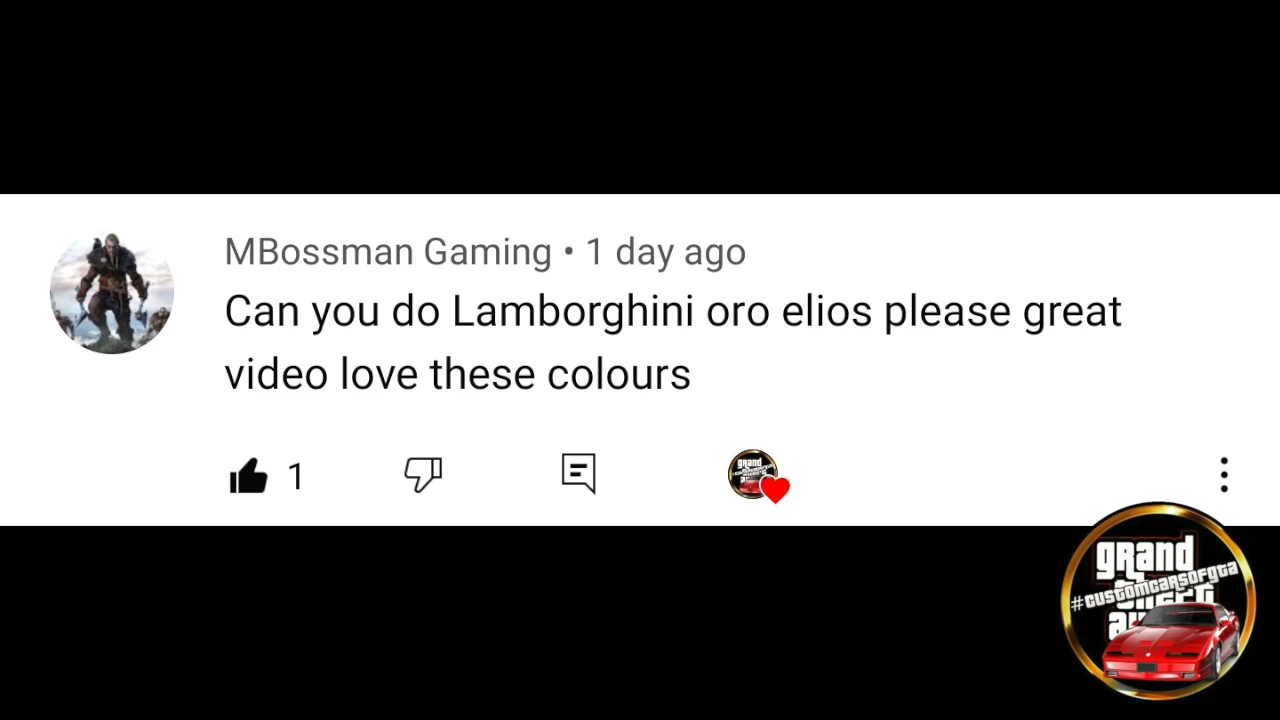 MBossman Gaming • 1 day ago
Can you do Lamborghini oro elios please great
video love these colours
1
grand
#customcarsofgta